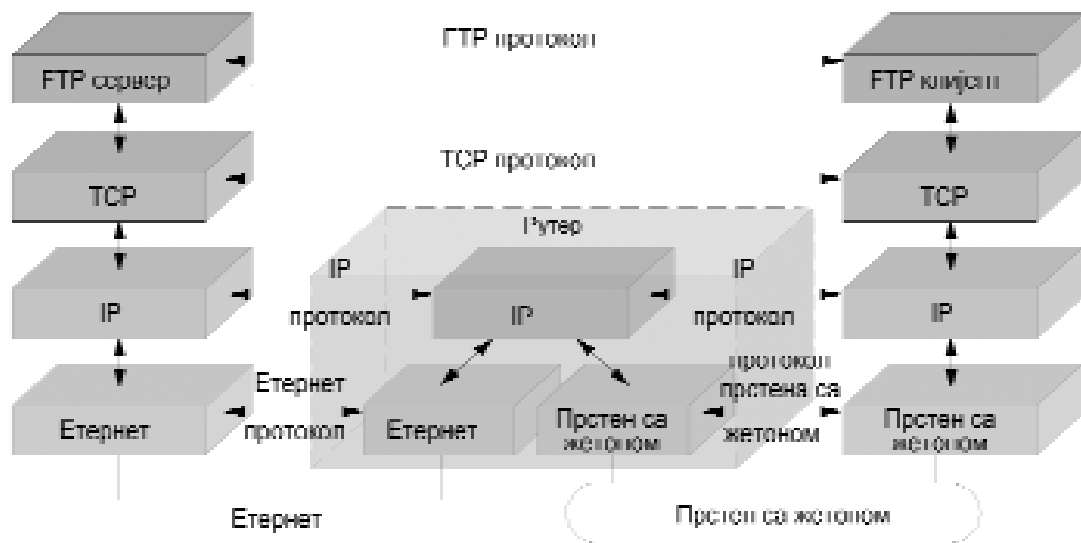 FTP протокол
FTP сервер
FTP клијент
TCP протокол
TCP
TCP
Рутер
IP
IP
протокол
протокол
IP
IP
IP
Етернет
протокол
протокол
прстена са
жетоном
Етернет
Етернет
Прстен са
жетоном
Прстен са
жетоном
Етернет
Прстен са жетоном